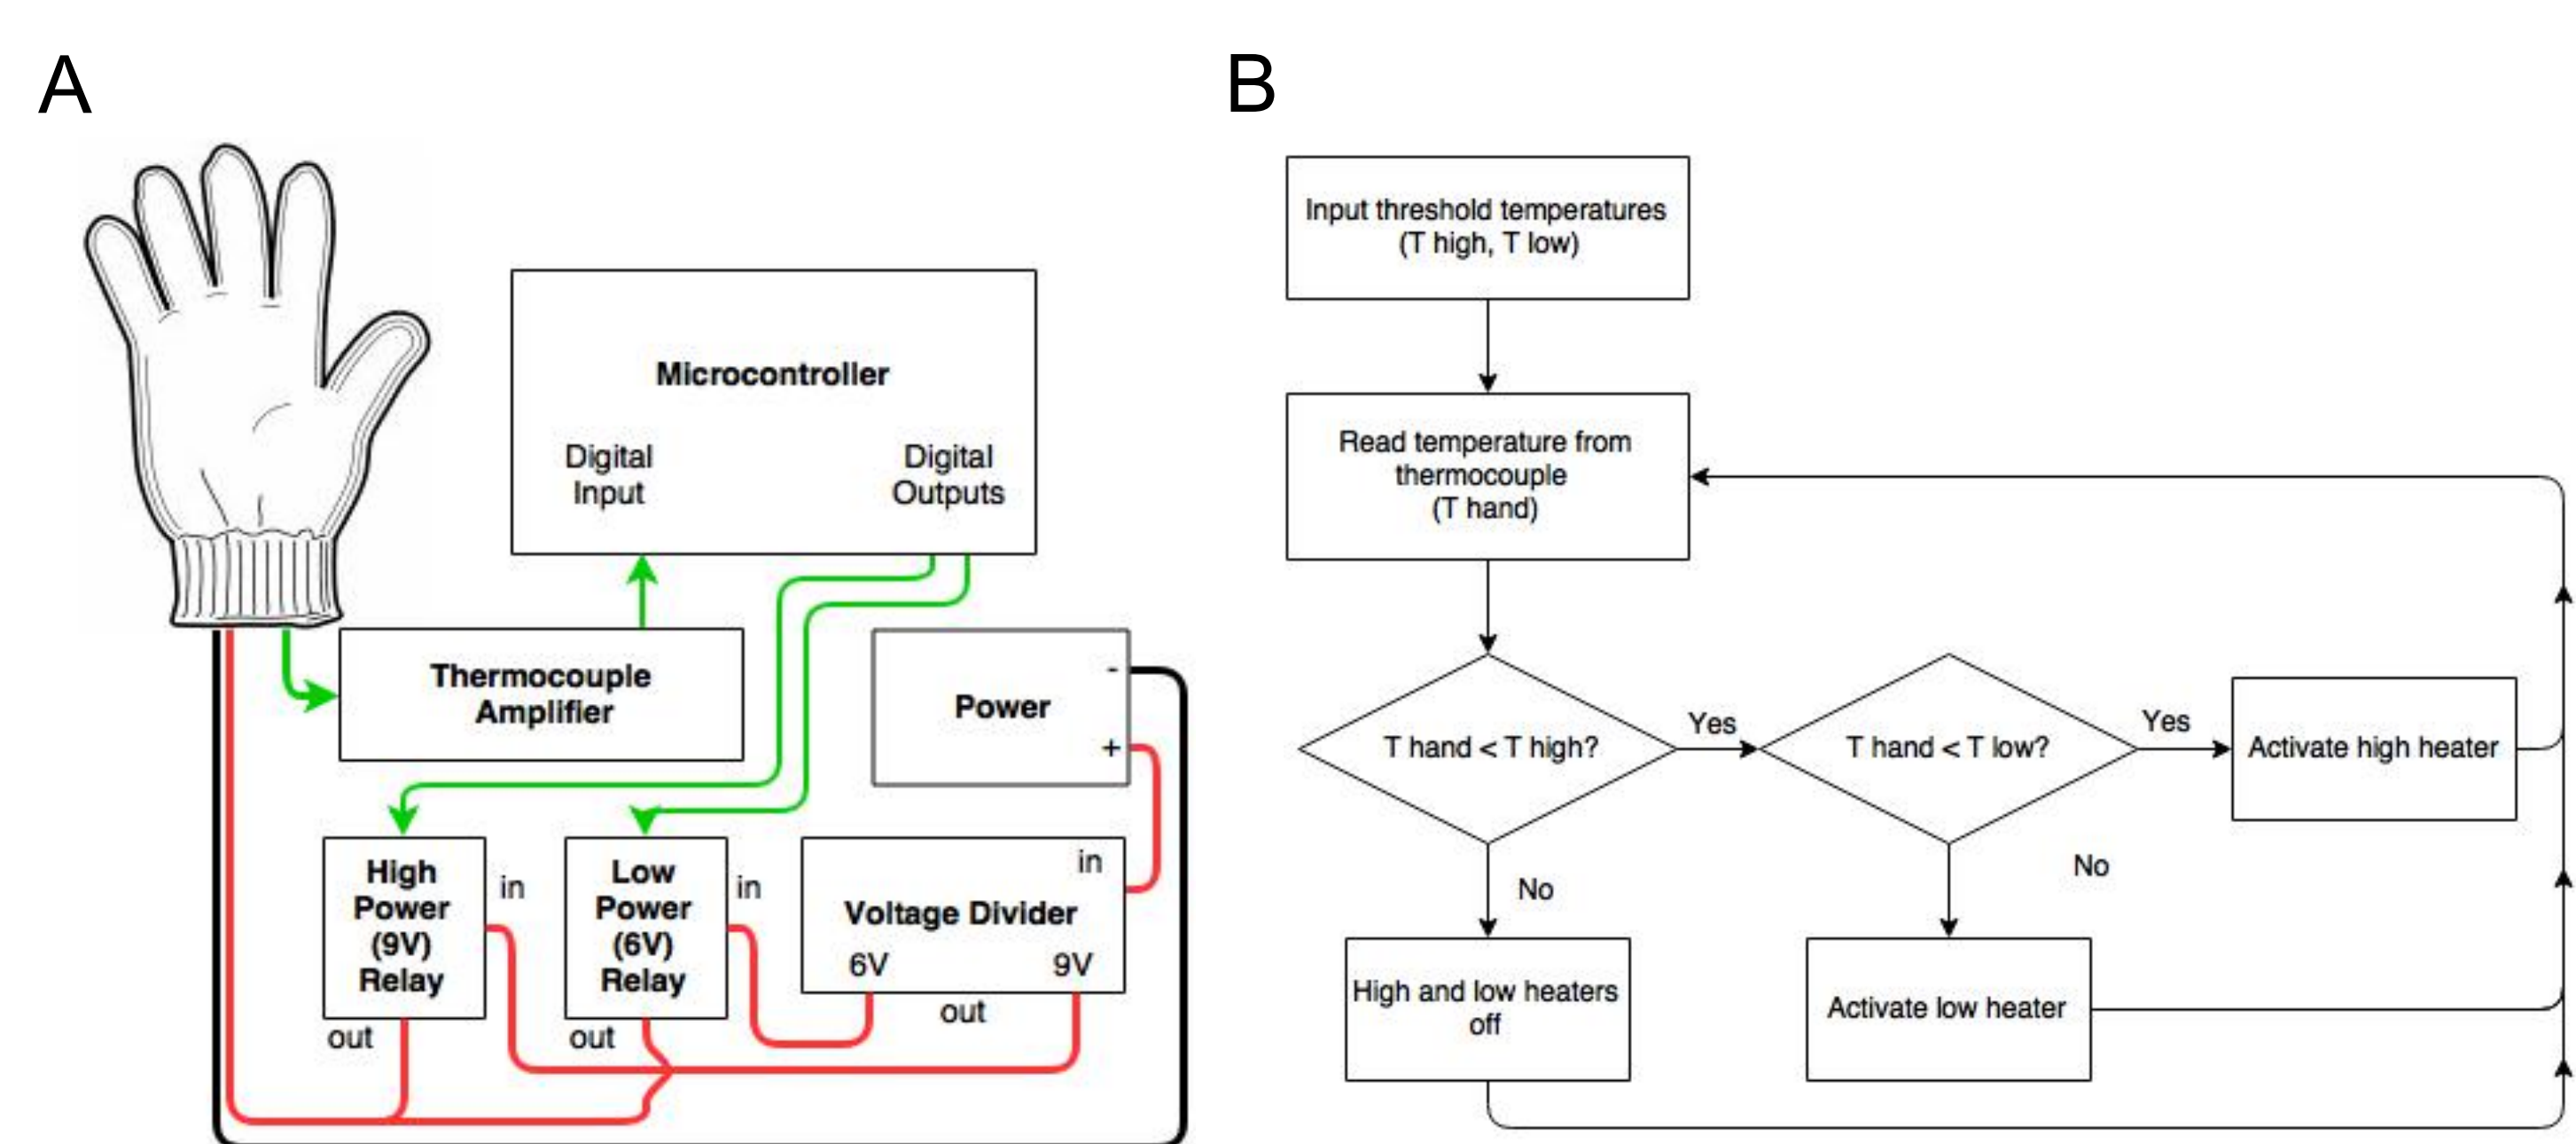 A
Microcontroller
Digital
Input
Digital
Outputs
Thermocouple
Amplifier
-
Power
+
High
Power
(9V)
Relay
in
out
Low
Power
(6V)
Relay
in
out
in
Voltage Divider
6V
9V
out
B
Input threshold temperatures
(T high, T low)
Read temperature from
thermocouple
(T hand)
T hand < T high?
Yes
T hand < T low?
Yes
Activate high heater
No
No
High and low heaters
off
Activate low heater